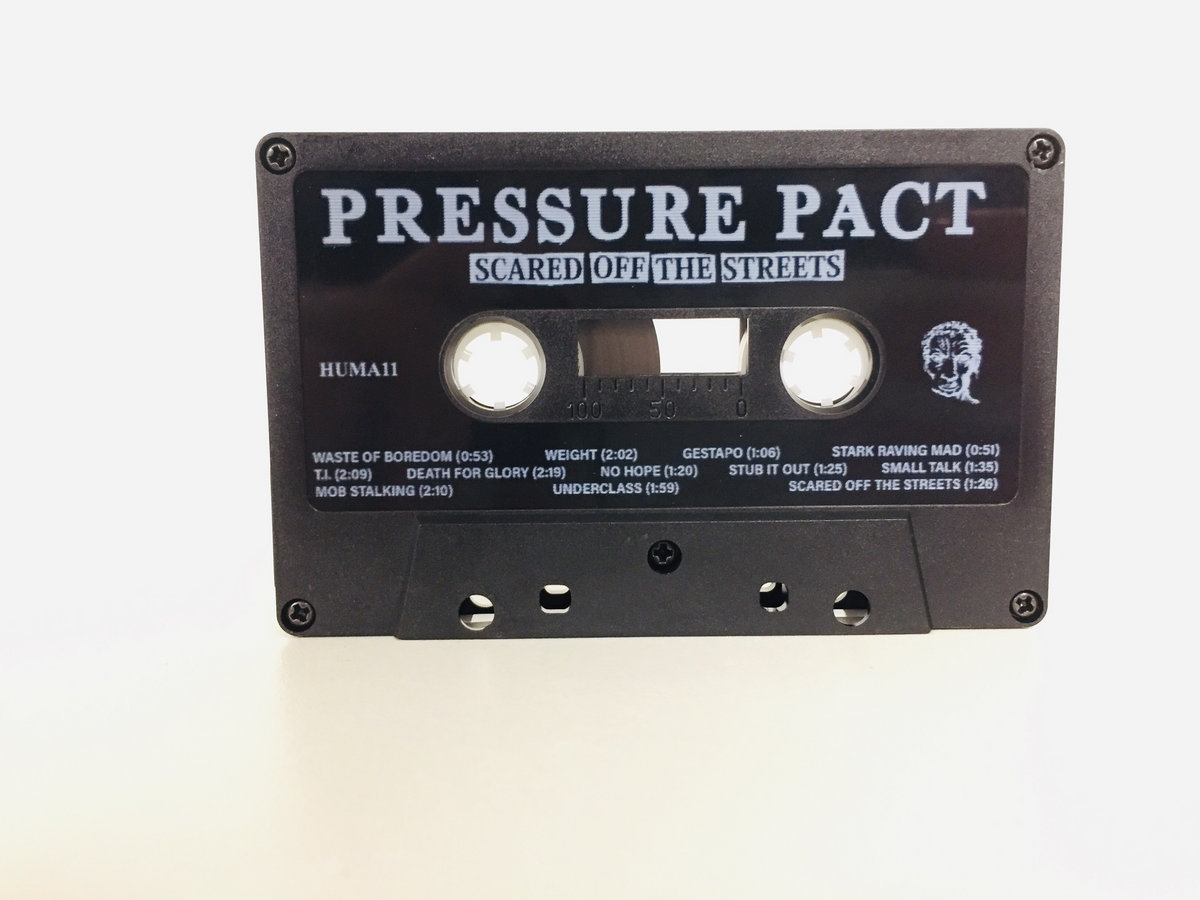 PRESSURE PACT
SCARED OFF THE STREETS
HUMA11
100 50 0
WASTE OF BOREDOM (0:53) WEIGHT (2:02) GESTAPO (1:06) STARK RAVING MAD (0:51)
T.I. (2:09) DEATH FOR GLORY (2:19) NO HOPE (1:20) STUB IT OUT (1:25) SMALL TALK (1:35)
MOB STALKING (2:10) UNDERCLASS (1:59) SCARED OFF THE STREETS (1:26)